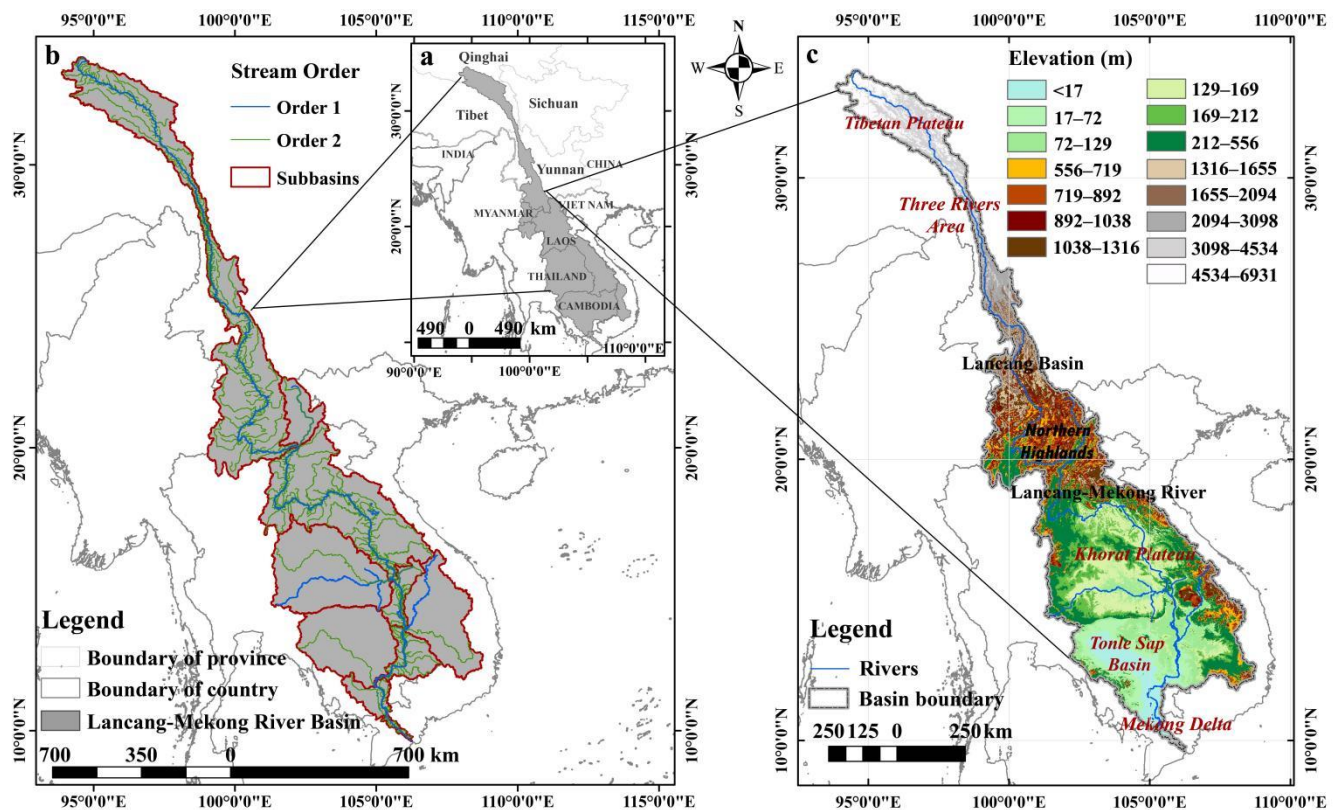 95°0'0"E
100°0'0"E
105°0'0"E
110°0'0"E
115°0'0"E
b
Stream Order
Order 1
Order 2
Subbasins
30°0'0"N
20°0'0"N
10°0'0"N
Legend
Boundary of province
Boundary of country
Lancang-Mekong River Basin
700
350
0
700 km
95°0'0"E
100°0'0"E
105°0'0"E
110°0'0"E
115°0'0"E
a
Qinghai
Sichuan
Tibet
INDIA
Yunnan
CHINA
MYANMAR
VIET NAM
LAOS
THAILAND
CAMBODIA
490
0
490 km
30°0'0"N
20°0'0"N
110°0'0"E
90°0'0"E
100°0'0"E
N
W
E
S
95°0'0"E
100°0'0"E
105°0'0"E
110°0'0"E
c
Elevation (m)
<17
17–72
72–129
556–719
719–892
892–1038
1038–1316
129–169
169–212
212–556
1316–1655
1655–2094
2094–3098
3098–4534
4534–6931
Tibetan Plateau
Three Rivers
Area
Lancang Basin
Northern
Highlands
Lancang-Mekong River
Khorat Plateau
Tonle Sap
Basin
Mekong Delta
30°0'0"N
20°0'0"N
10°0'0"N
Legend
Rivers
Basin boundary
250
125
0
250 km
95°0'0"E
100°0'0"E
105°0'0"E
110°0'0"E